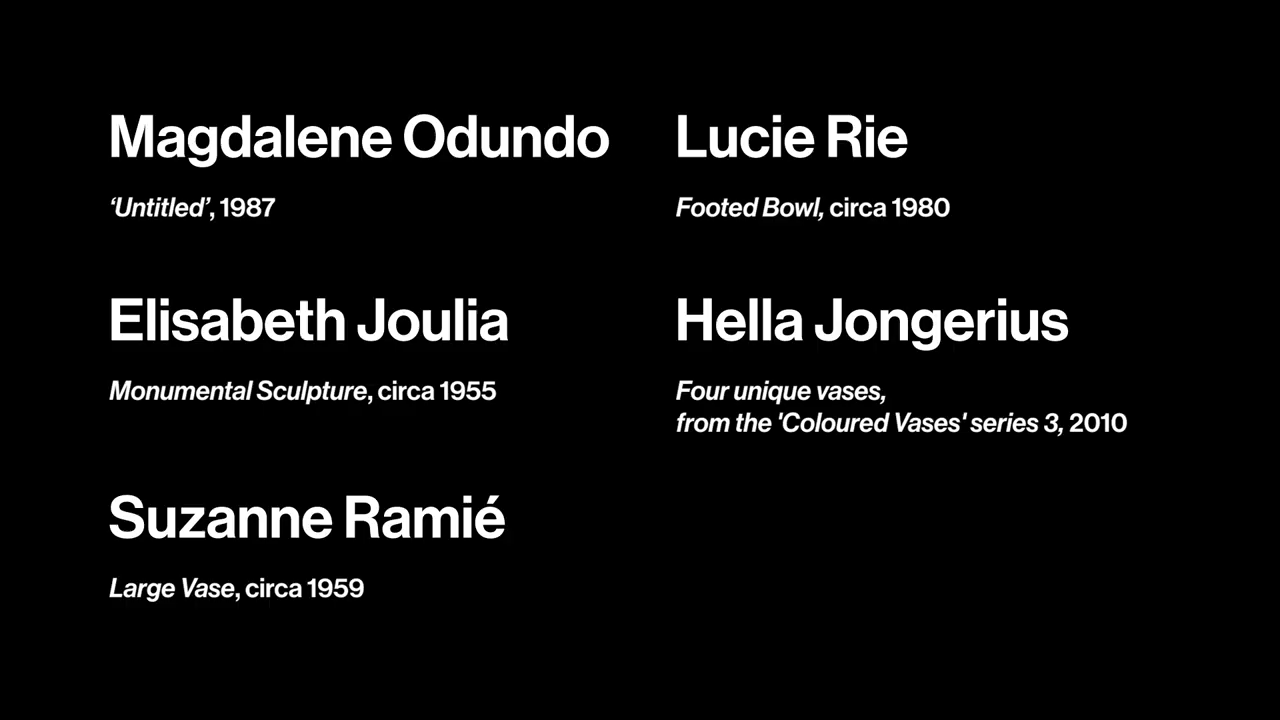 Magdalene Odundo
‘Untitled’, 1987
Elisabeth Joulia
Monumental Sculpture, circa 1955
Suzanne Ramié
Large Vase, circa 1959
Lucie Rie
Footed Bowl, circa 1980
Hella Jongerius
Four unique vases,
from the 'Coloured Vases' series 3, 2010